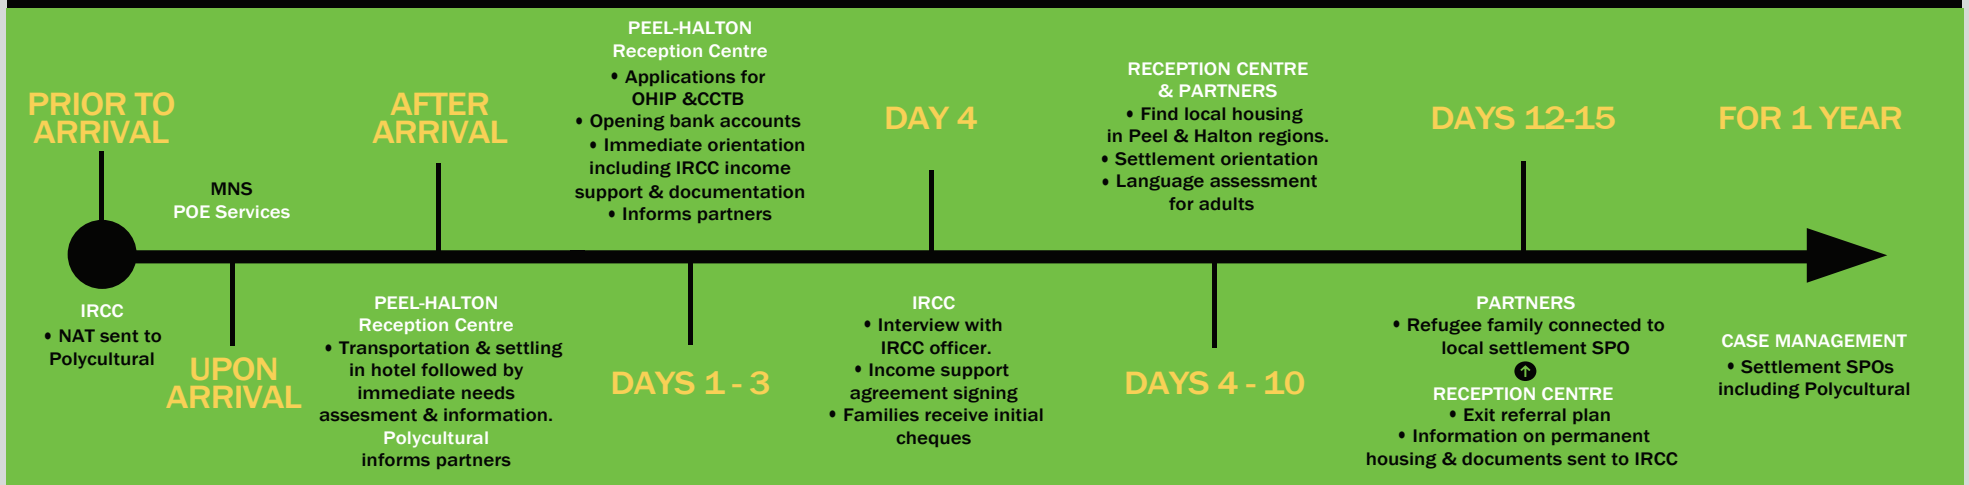 PRIOR TO
ARRIVAL
IRCC
• NAT sent to
Polycultural
MNS
POE Services
UPON
ARRIVAL
AFTER
ARRIVAL
PEEL-HALTON
Reception Centre
• Transportation & settling
in hotel followed by
immediate needs
assesment & information.
Polycultural
informs partners
PEEL-HALTON
Reception Centre
• Applications for
OHIP &CCTB
• Opening bank accounts
• Immediate orientation
including IRCC income
support & documentation
• Informs partners
DAYS 1 - 3
DAY 4
IRCC
• Interview with
IRCC officer.
• Income support
agreement signing
• Families receive initial
cheques
RECEPTION CENTRE
& PARTNERS
• Find local housing
in Peel & Halton regions.
• Settlement orientation
• Language assessment
for adults
DAYS 4 - 10
DAYS 12-15
PARTNERS
• Refugee family connected to
local settlement SPO
RECEPTION CENTRE
• Exit referral plan
• Information on permanent
housing & documents sent to IRCC
FOR 1 YEAR
CASE MANAGEMENT
• Settlement SPOs
including Polycultural